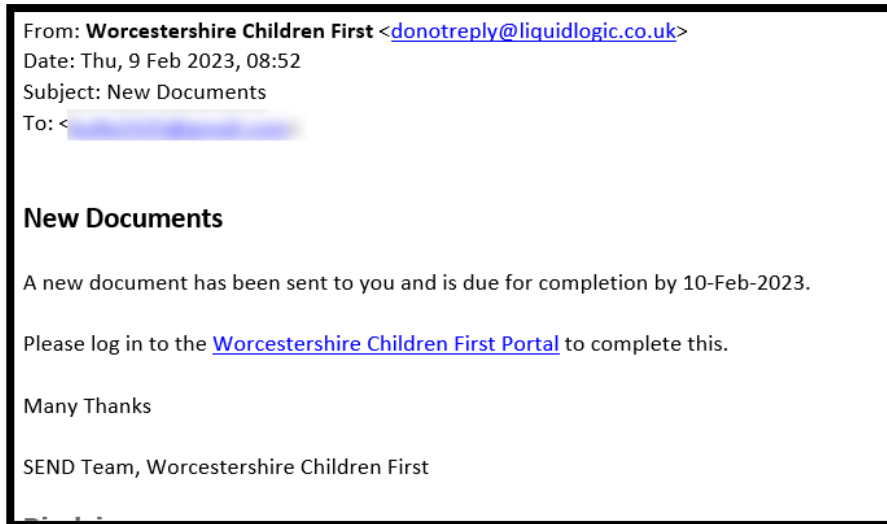 From: Worcestershire Children First <donotreply@liquidlogic.co.uk>
Date: Thu, 9 Feb 2023, 08:52
Subject: New Documents
To: <
New Documents
A new document has been sent to you and is due for completion by 10-Feb-2023.
Please log in to the Worcestershire Children First Portal to complete this.
Many Thanks
SEND Team, Worcestershire Children First